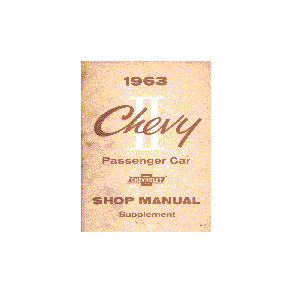 1963
II
Chevy
Passenger Car
CHEVROLET
SHOP MANUAL
Supplement